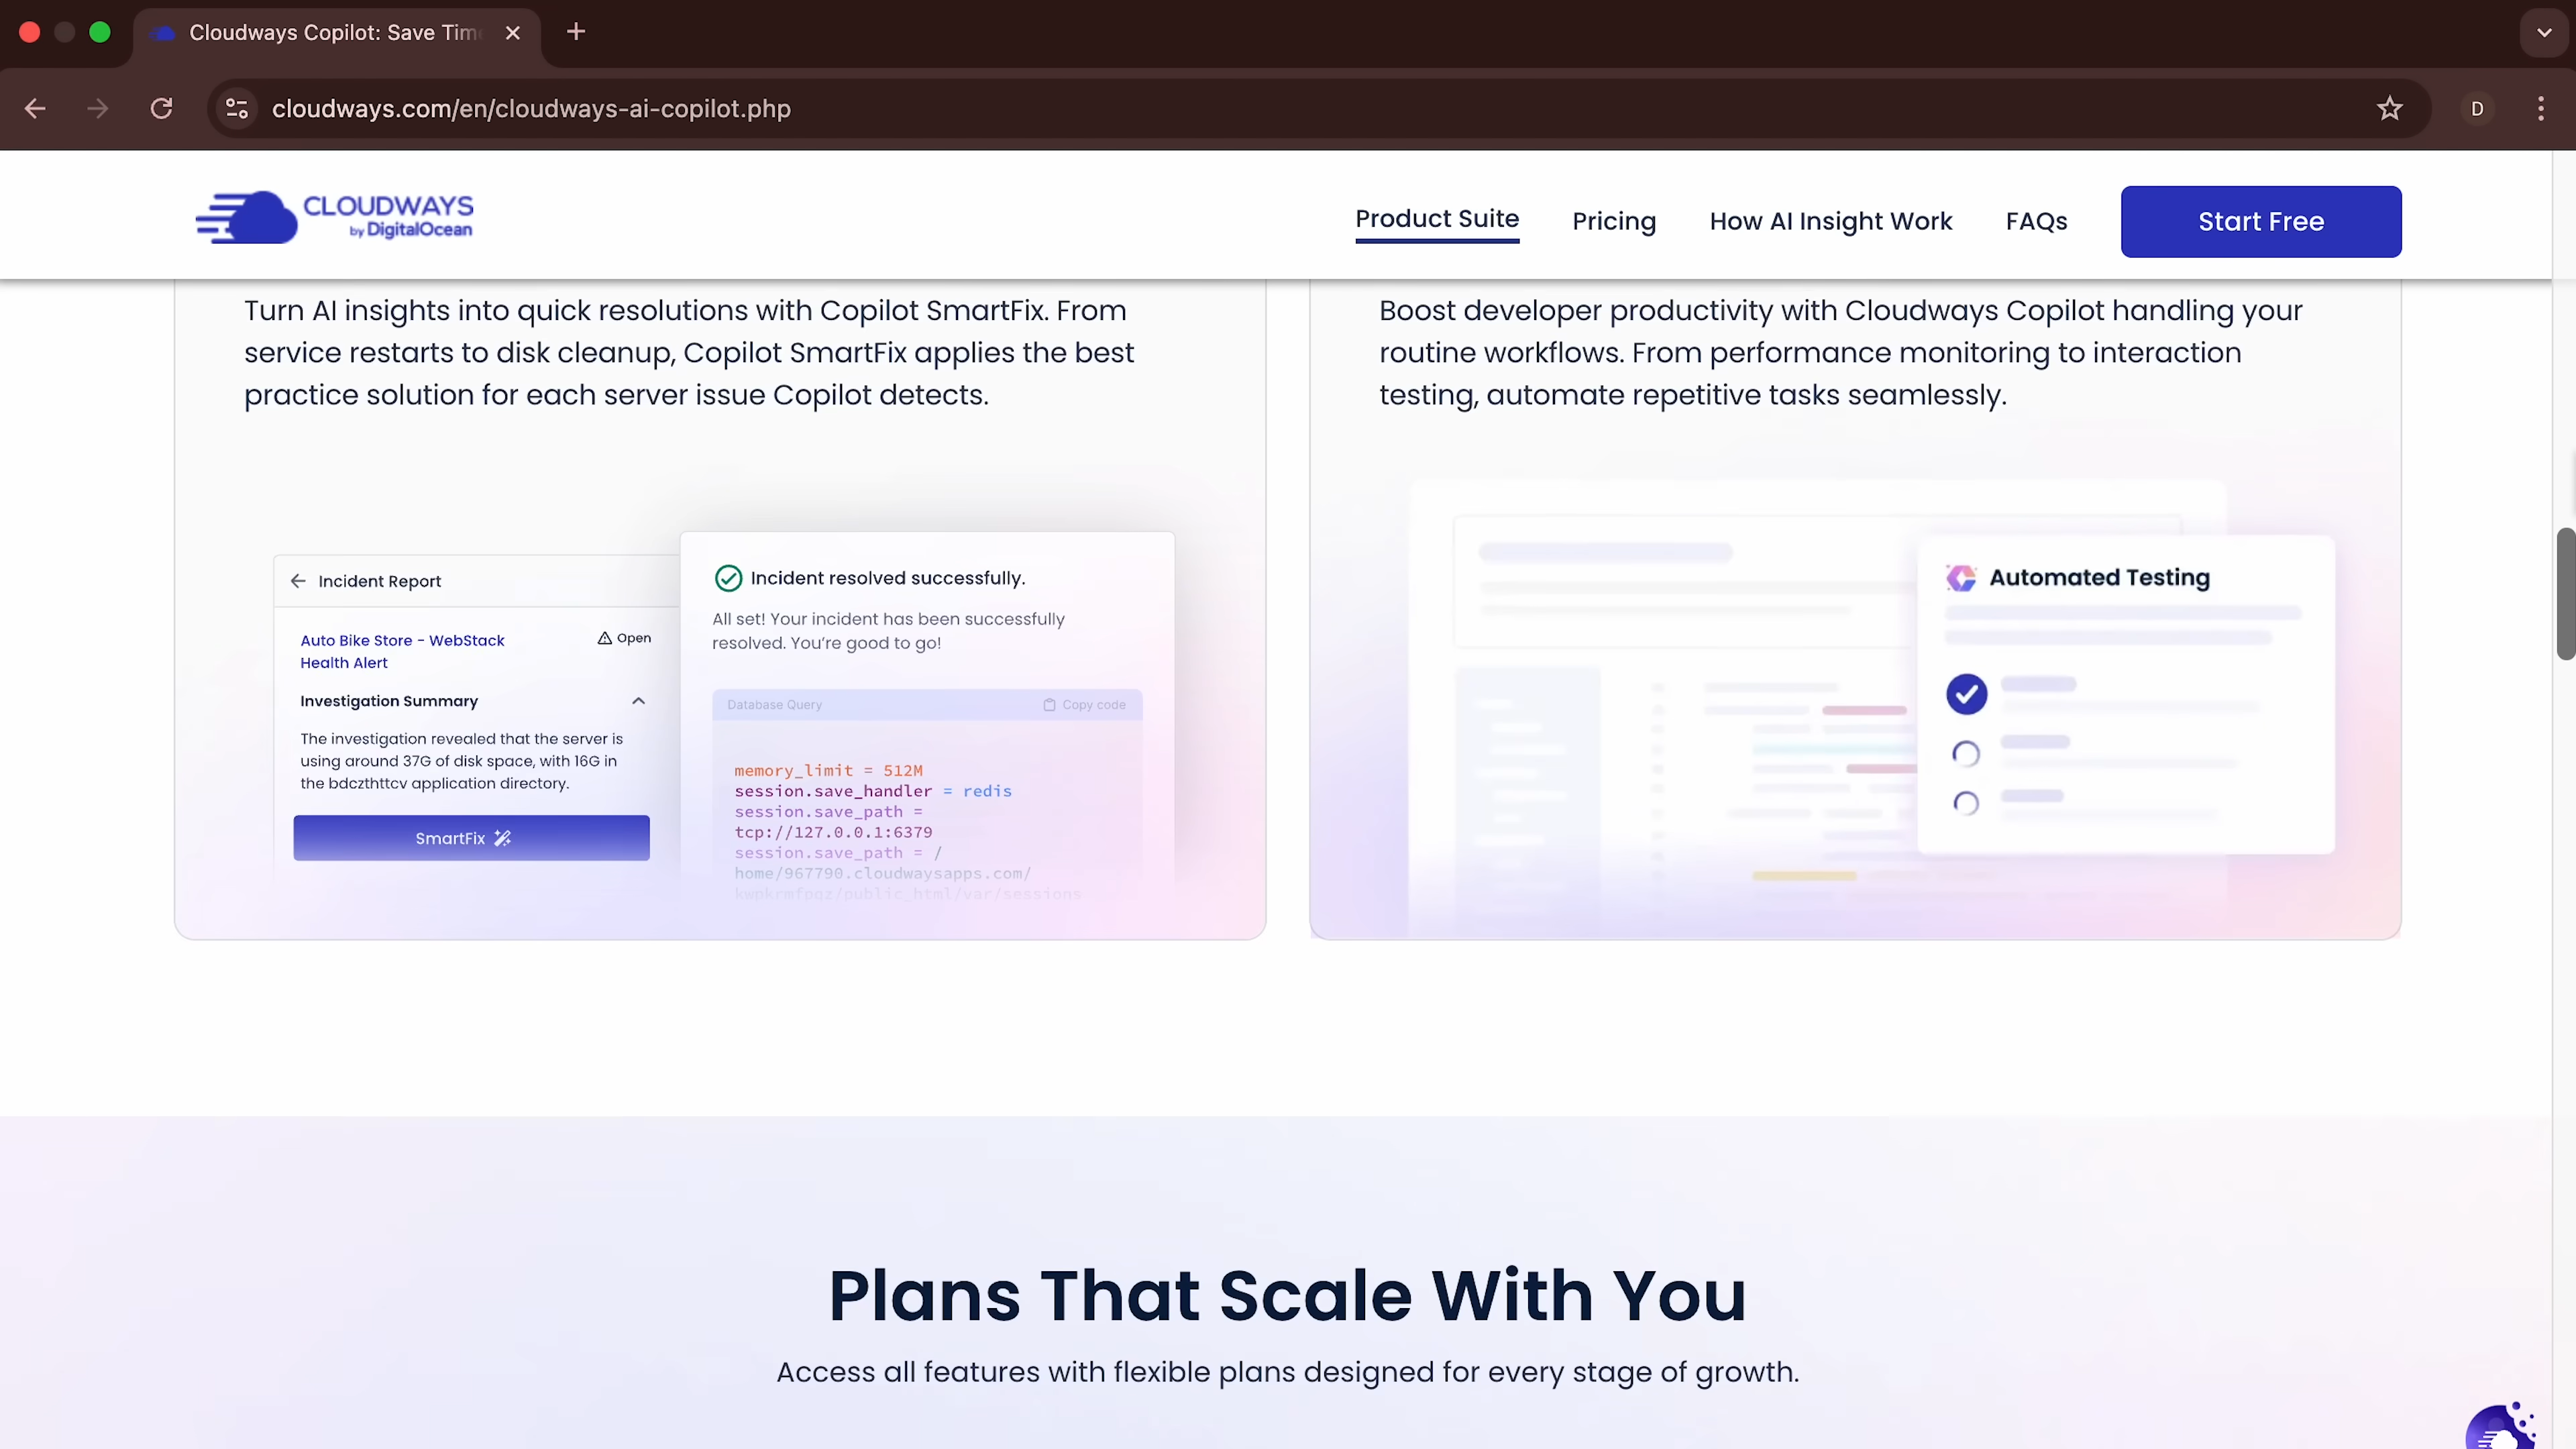 Cloudways Copilot: Save Time
cloudways.com/en/cloudways-ai-copilot.php
D
CLOUDWAYS
by DigitalOcean
Product Suite
Pricing
How AI Insight Work
FAQs
Start Free
Turn AI insights into quick resolutions with Copilot SmartFix. From
service restarts to disk cleanup, Copilot SmartFix applies the best
practice solution for each server issue Copilot detects.
Incident Report
Auto Bike Store - WebStack
Health Alert
Open
Investigation Summary
The investigation revealed that the server is
using around 37G of disk space, with 16G in
the bdczthttcv application directory.
SmartFix
Incident resolved successfully.
All set! Your incident has been successfully
resolved. You're good to go!
Database Query
Copy code
memory_limit = 512M
session.save_handler = redis
session.save_path =
tcp://127.0.0.1:6379
session.save_path = /
home/967790.cloudwaysapps.com/
kwpkrmfpqz/public_html/var/sessions
Boost developer productivity with Cloudways Copilot handling your
routine workflows. From performance monitoring to interaction
testing, automate repetitive tasks seamlessly.
Automated Testing
Plans That Scale With You
Access all features with flexible plans designed for every stage of growth.